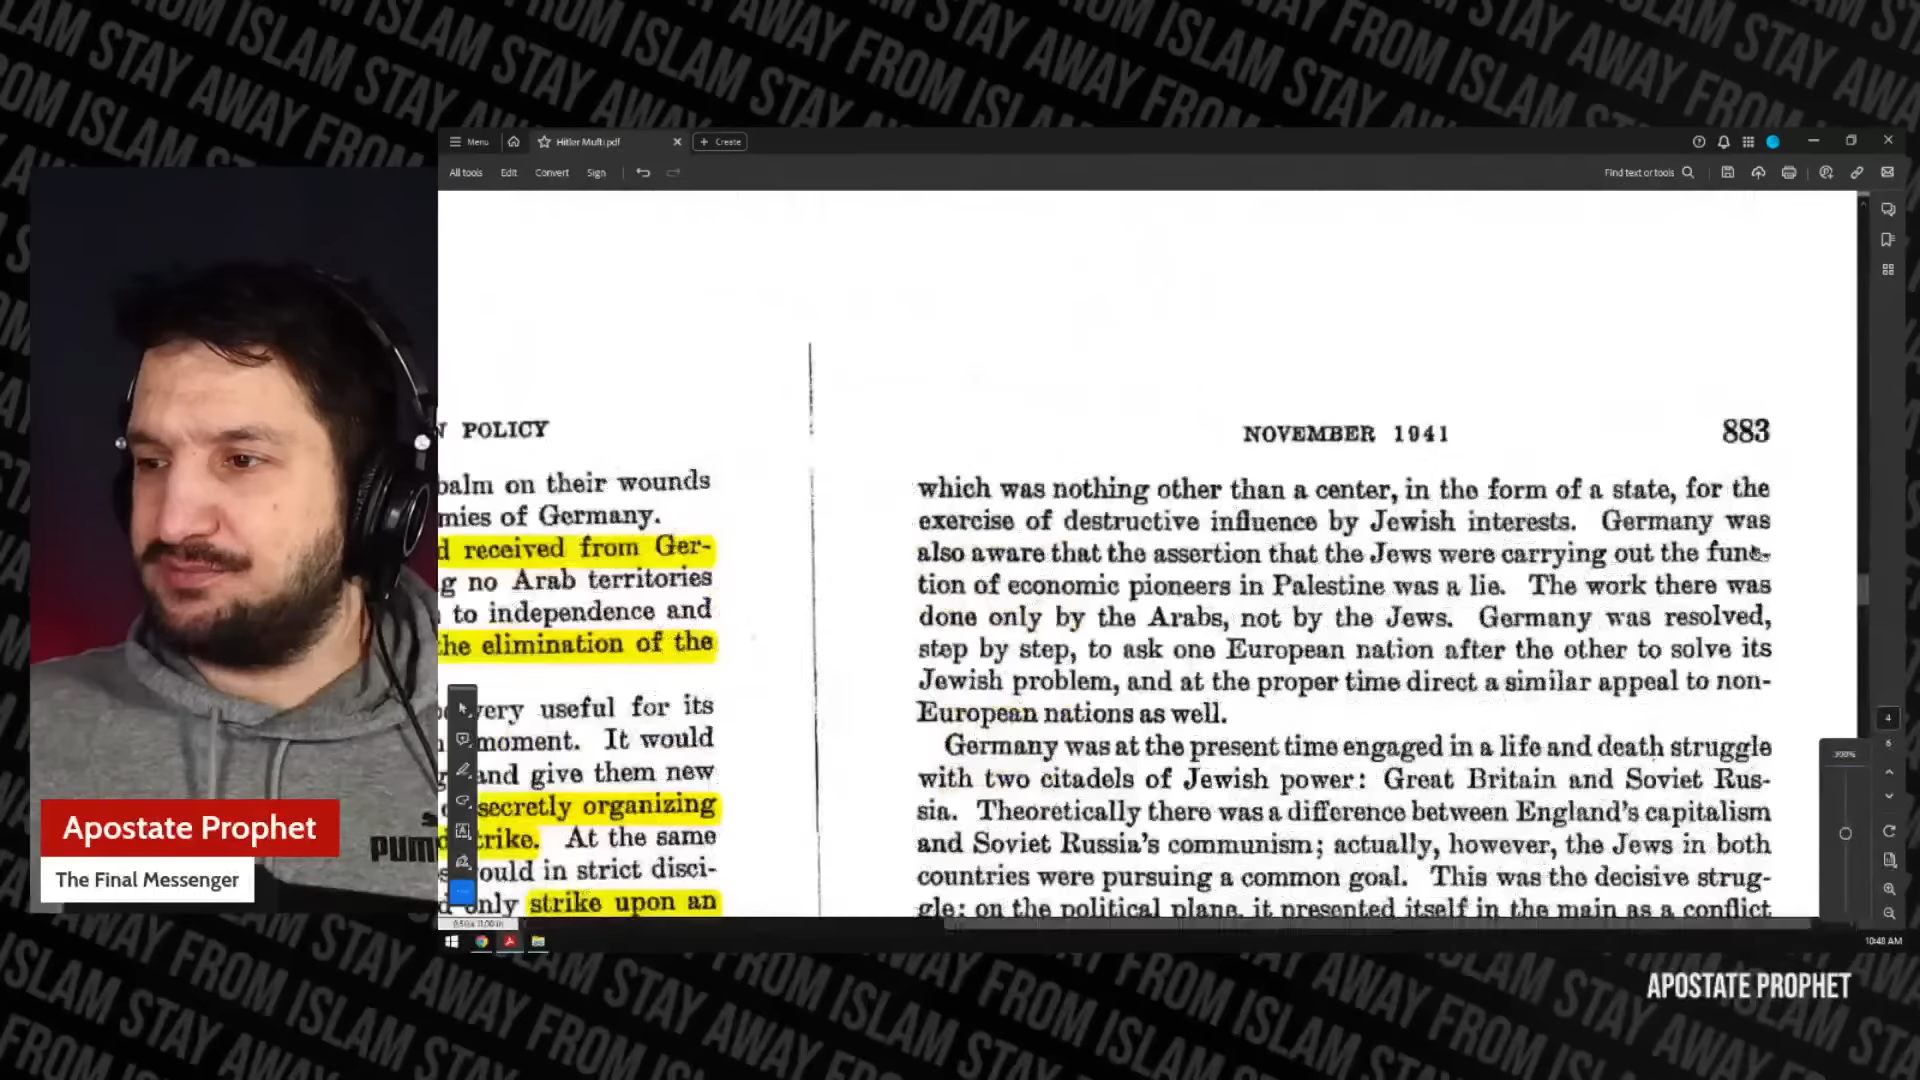 Menu
Hitler Mufti.pdf
Create
All tools
Edit
Convert
Sign
Find text or tools
POLICY
balm on their wounds
mies of Germany.
d received from Ger-
g no Arab territories
to independence and
the elimination of the
very useful for its
moment. It would
and give them new
secretly organizing
trike. At the same
would in strict disci-
only strike upon an
NOVEMBER 1941
883
which was nothing other than a center, in the form of a state, for the
exercise of destructive influence by Jewish interests. Germany was
also aware that the assertion that the Jews were carrying out the func-
tion of economic pioneers in Palestine was a lie. The work there was
done only by the Arabs, not by the Jews. Germany was resolved,
step by step, to ask one European nation after the other to solve its
Jewish problem, and at the proper time direct a similar appeal to non-
European nations as well.
Germany was at the present time engaged in a life and death struggle
with two citadels of Jewish power: Great Britain and Soviet Rus-
sia. Theoretically there was a difference between England's capitalism
and Soviet Russia's communism; actually, however, the Jews in both
countries were pursuing a common goal. This was the decisive strug-
gle; on the political plane, it presented itself in the main as a conflict
4
6
300%
10:48 AM
Apostate Prophet
The Final Messenger
PUMA
APOSTATE PROPHET
STAY AWAY FROM ISLAM